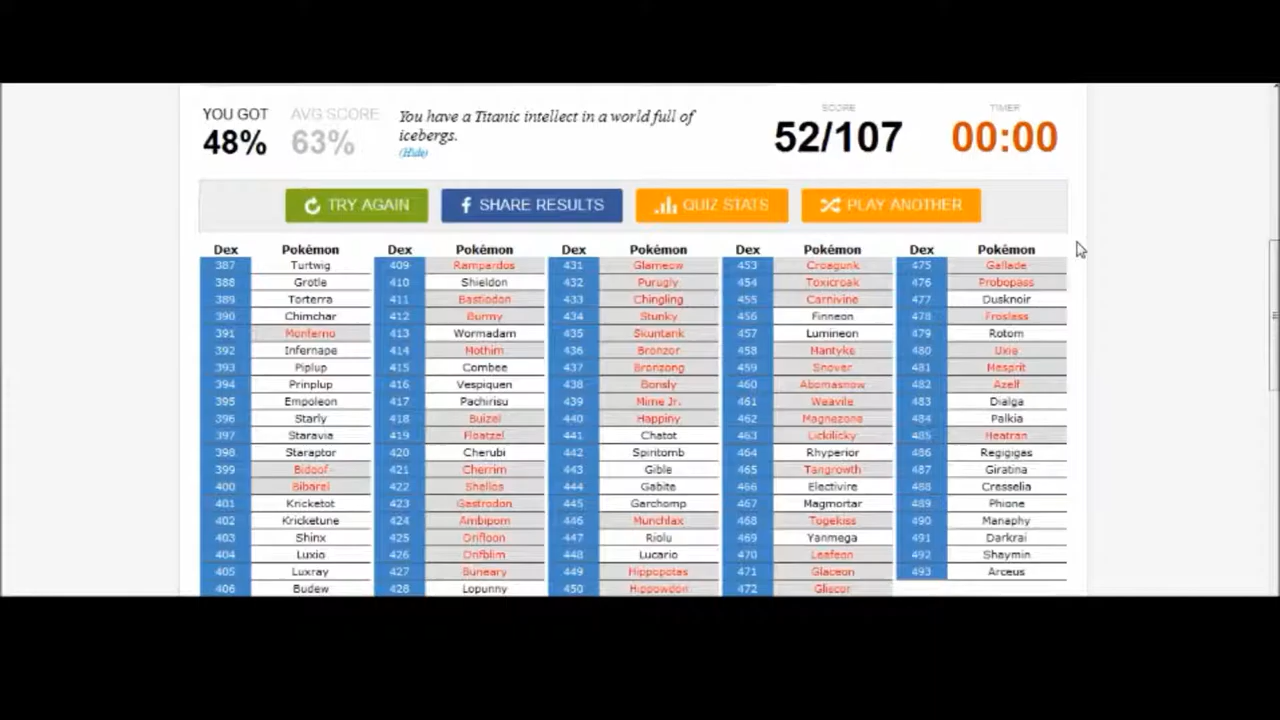 YOU GOT AVG SCORE You have a Titanic intellect in a world full of SCORE TIMER
48% 63% icebergs. 52/107 00:00
(Hide)
TRY AGAIN SHARE RESULTS QUIZ STATS PLAY ANOTHER
Dex Pokémon Dex Pokémon Dex Pokémon Dex Pokémon Dex Pokémon
387 Turtwig 409 Rampardos 431 Glameow 453 Croagunk 475 Gallade
388 Grotle 410 Shieldon 432 Purugly 454 Toxicroak 476 Probopass
389 Torterra 411 Bastiodon 433 Chingling 455 Carnivine 477 Dusknoir
390 Chimchar 412 Burmy 434 Stunky 456 Finneon 478 Froslass
391 Monferno 413 Wormadam 435 Skuntank 457 Lumineon 479 Rotom
392 Infernape 414 Mothim 436 Bronzor 458 Mantyke 480 Uxie
393 Piplup 415 Combee 437 Bronzong 459 Snover 481 Mesprit
394 Prinplup 416 Vespiquen 438 Bonsly 460 Abomasnow 482 Azelf
395 Empoleon 417 Pachirisu 439 Mime Jr. 461 Weavile 483 Dialga
396 Starly 418 Buizel 440 Happiny 462 Magnezone 484 Palkia
397 Staravia 419 Floatzel 441 Chatot 463 Lickilicky 485 Heatran
398 Staraptor 420 Cherubi 442 Spiritomb 464 Rhyperior 486 Regigigas
399 Bidoof 421 Cherrim 443 Gible 465 Tangrowth 487 Giratina
400 Bibarel 422 Shellos 444 Gabite 466 Electivire 488 Cresselia
401 Kricketot 423 Gastrodon 445 Garchomp 467 Magmortar 489 Phione
402 Kricketune 424 Ambipom 446 Munchlax 468 Togekiss 490 Manaphy
403 Shinx 425 Drifloon 447 Riolu 469 Yanmega 491 Darkrai
404 Luxio 426 Drifblim 448 Lucario 470 Leafeon 492 Shaymin
405 Luxray 427 Buneary 449 Hippopotas 471 Glaceon 493 Arceus
406 Budew 428 Lopunny 450 Hippowdon 472 Gliscor